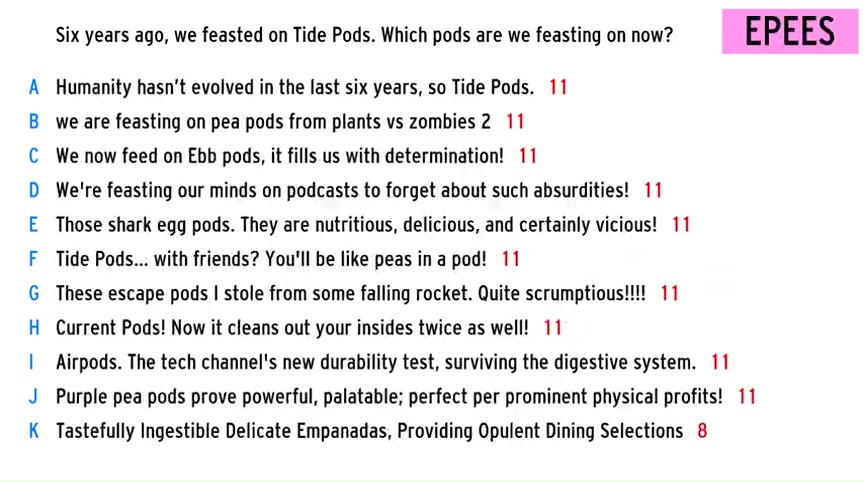 Six years ago, we feasted on Tide Pods. Which pods are we feasting on now?
EPEES
A Humanity hasn't evolved in the last six years, so Tide Pods. 11
B we are feasting on pea pods from plants vs zombies 2 11
C We now feed on Ebb pods, it fills us with determination! 11
D We're feasting our minds on podcasts to forget about such absurdities! 11
E Those shark egg pods. They are nutritious, delicious, and certainly vicious! 11
F Tide Pods... with friends? You'll be like peas in a pod! 11
G These escape pods I stole from some falling rocket. Quite scrumptious!!!! 11
H Current Pods! Now it cleans out your insides twice as well! 11
I Airpods. The tech channel's new durability test, surviving the digestive system. 11
J Purple pea pods prove powerful, palatable; perfect per prominent physical profits! 11
K Tastefully Ingestible Delicate Empanadas, Providing Opulent Dining Selections 8